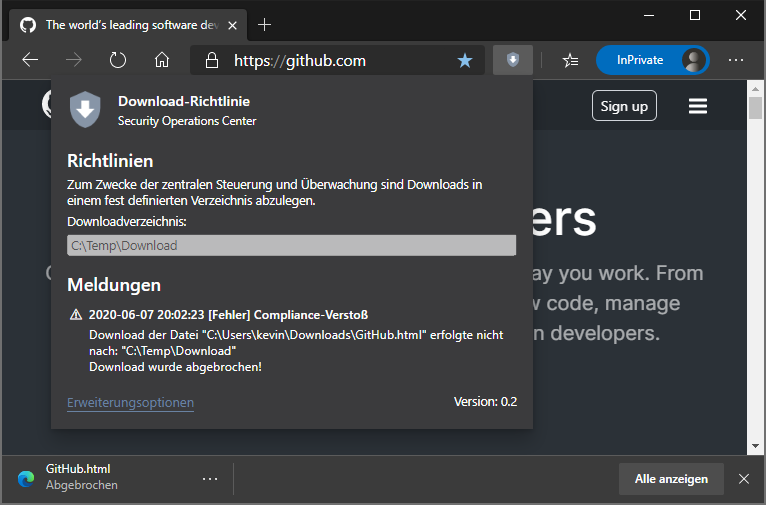 The world's leading software dev
https://github.com
InPrivate
Download-Richtlinie
Security Operations Center
Sign up
Richtlinien
Zum Zwecke der zentralen Steuerung und Überwachung sind Downloads in
einem fest definierten Verzeichnis abzulegen.
Downloadverzeichnis:
C:\Temp\Download
ers
ay you work. From
code, manage
n developers.
Meldungen
2020-06-07 20:02:23 [Fehler] Compliance-Verstoß
Download der Datei "C:\Users\kevin\Downloads\GitHub.html" erfolgte nicht
nach: "C:\Temp\Download"
Download wurde abgebrochen!
Erweiterungsoptionen
Version: 0.2
GitHub.html
Abgebrochen
Alle anzeigen